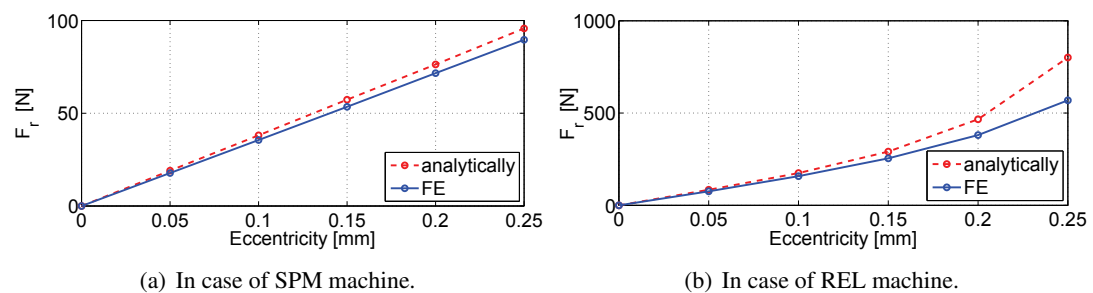 100
50
0
F_r [N]
0 0.05 0.1 0.15 0.2 0.25
Eccentricity [mm]
analytically
FE
(a) In case of SPM machine.
1000
500
0
F_r [N]
0 0.05 0.1 0.15 0.2 0.25
Eccentricity [mm]
analytically
FE
(b) In case of REL machine.